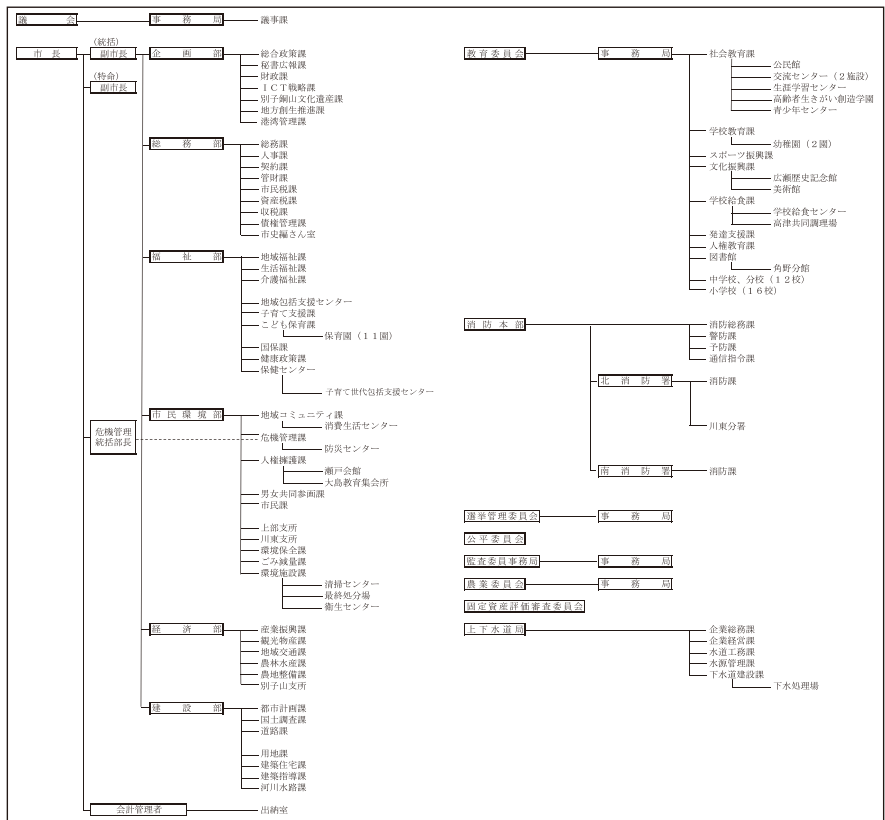 議会 事務局 議事課
市長
(統括)
副市長
(特命)
副市長
企画部
総合政策課
秘書広報課
財政課
ＩＣＴ戦略課
別子銅山文化遺産課
地方創生推進課
港湾管理課
総務部
総務課
人事課
契約課
管財課
市民税課
資産税課
収税課
債権管理課
市史編さん室
福祉部
地域福祉課
生活福祉課
介護福祉課
地域包括支援センター
子育て支援課
こども保育課
保育園（１１園）
国保課
健康政策課
保健センター
子育て世代包括支援センター
危機管理
統括部長
市民環境部
地域コミュニティ課
消費生活センター
危機管理課
防災センター
人権擁護課
瀬戸会館
大島教育集会所
男女共同参画課
市民課
上部支所
川東支所
環境保全課
ごみ減量課
環境施設課
清掃センター
最終処分場
衛生センター
経済部
産業振興課
観光物産課
地域交通課
農林水産課
農地整備課
別子山支所
建設部
都市計画課
国土調査課
道路課
用地課
建築住宅課
建築指導課
河川水路課
会計管理者 出納室
教育委員会 事務局
社会教育課
公民館
交流センター（２施設）
生涯学習センター
高齢者生きがい創造学園
青少年センター
学校教育課
幼稚園（２園）
スポーツ振興課
文化振興課
広瀬歴史記念館
美術館
学校給食課
学校給食センター
高津共同調理場
発達支援課
人権教育課
図書館
角野分館
中学校、分校（１２校）
小学校（１６校）
消防本部
消防総務課
警防課
予防課
通信指令課
北消防署 消防課
川東分署
南消防署 消防課
選挙管理委員会 事務局
公平委員会
監査委員事務局 事務局
農業委員会 事務局
固定資産評価審査委員会
上下水道局
企業総務課
企業経営課
水道工務課
水源管理課
下水道建設課
下水処理場